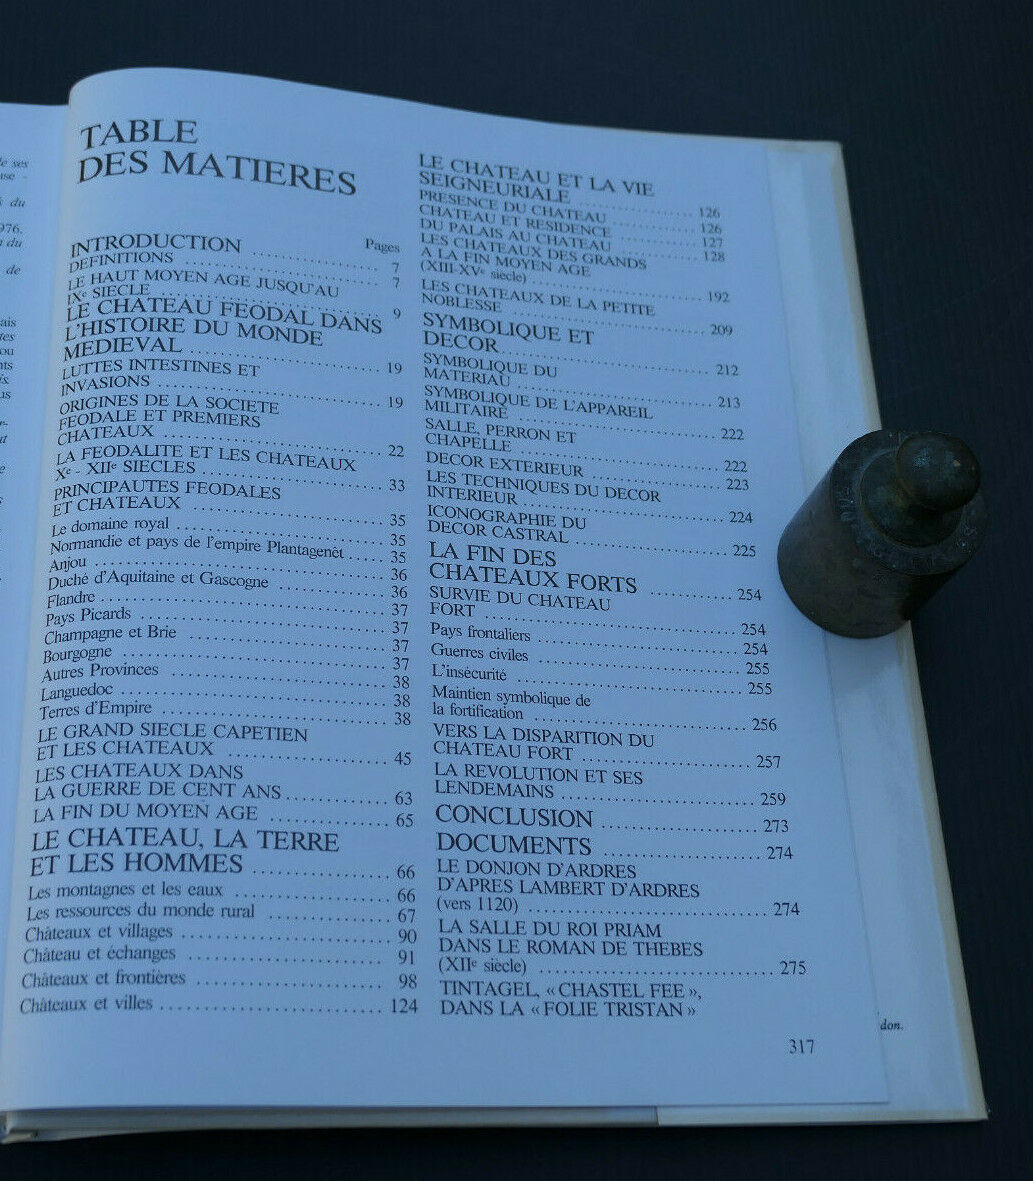 le ses
use -
s du
976.
n du
de
ais
tes
ou
nts
is.
us
r-
ut
TABLE
DES MATIERES
Pages
INTRODUCTION ........ 7
DEFINITIONS ........ 7
LE HAUT MOYEN AGE JUSQU'AU
IXe SIECLE ........ 9
LE CHATEAU FEODAL DANS
L'HISTOIRE DU MONDE
MEDIEVAL ........ 19
LUTTES INTESTINES ET
INVASIONS ........ 19
ORIGINES DE LA SOCIETE
FEODALE ET PREMIERS
CHATEAUX ........ 22
LA FEODALITE ET LES CHATEAUX
Xe - XIIe SIECLES ........ 33
PRINCIPAUTES FEODALES
ET CHATEAUX ........ 35
Le domaine royal ........ 35
Normandie et pays de l'empire Plantagenêt ........ 35
Anjou ........ 36
Duché d'Aquitaine et Gascogne ........ 36
Flandre ........ 37
Pays Picards ........ 37
Champagne et Brie ........ 37
Bourgogne ........ 37
Autres Provinces ........ 38
Languedoc ........ 38
Terres d'Empire ........ 38
LE GRAND SIECLE CAPETIEN
ET LES CHATEAUX ........ 45
LES CHATEAUX DANS
LA GUERRE DE CENT ANS ........ 63
LA FIN DU MOYEN AGE ........ 65
LE CHATEAU, LA TERRE
ET LES HOMMES ........ 66
Les montagnes et les eaux ........ 66
Les ressources du monde rural ........ 67
Châteaux et villages ........ 90
Château et échanges ........ 91
Châteaux et frontières ........ 98
Châteaux et villes ........ 124
LE CHATEAU ET LA VIE
SEIGNEURIALE ........ 126
PRESENCE DU CHATEAU ........ 126
CHATEAU ET RESIDENCE ........ 127
DU PALAIS AU CHATEAU ........ 128
LES CHATEAUX DES GRANDS
A LA FIN MOYEN AGE
(XIII-XVe siècle) ........ 192
LES CHATEAUX DE LA PETITE
NOBLESSE ........ 209
SYMBOLIQUE ET
DECOR ........ 212
SYMBOLIQUE DU
MATERIAU ........ 213
SYMBOLIQUE DE L'APPAREIL
MILITAIRE ........ 222
SALLE, PERRON ET
CHAPELLE ........ 222
DECOR EXTERIEUR ........ 223
LES TECHNIQUES DU DECOR
INTERIEUR ........ 224
ICONOGRAPHIE DU
DECOR CASTRAL ........ 225
LA FIN DES
CHATEAUX FORTS ........ 254
SURVIE DU CHATEAU
FORT ........ 254
Pays frontaliers ........ 254
Guerres civiles ........ 255
L'insécurité ........ 255
Maintien symbolique de
la fortification ........ 256
VERS LA DISPARITION DU
CHATEAU FORT ........ 257
LA REVOLUTION ET SES
LENDEMAINS ........ 259
CONCLUSION ........ 273
DOCUMENTS ........ 274
LE DONJON D'ARDRES
D'APRES LAMBERT D'ARDRES
(vers 1120) ........ 274
LA SALLE DU ROI PRIAM
DANS LE ROMAN DE THEBES
(XIIe siècle) ........ 275
TINTAGEL, « CHASTEL FEE »,
DANS LA « FOLIE TRISTAN »
317
don.